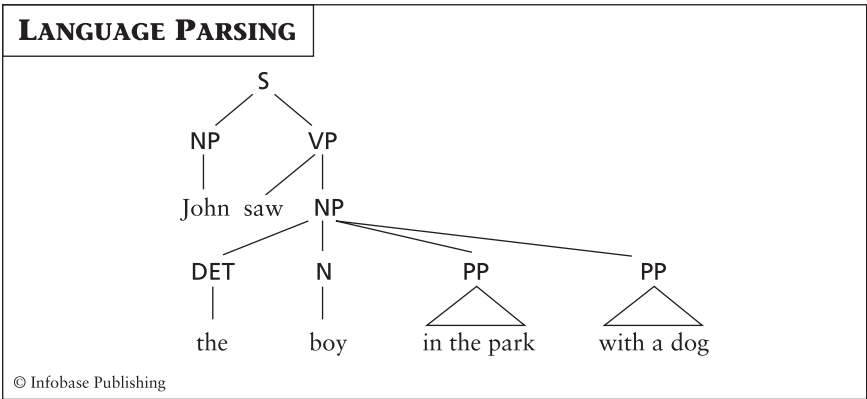 LANGUAGE PARSING
S
NP VP
John saw NP
DET N PP PP
the boy in the park with a dog
© Infobase Publishing